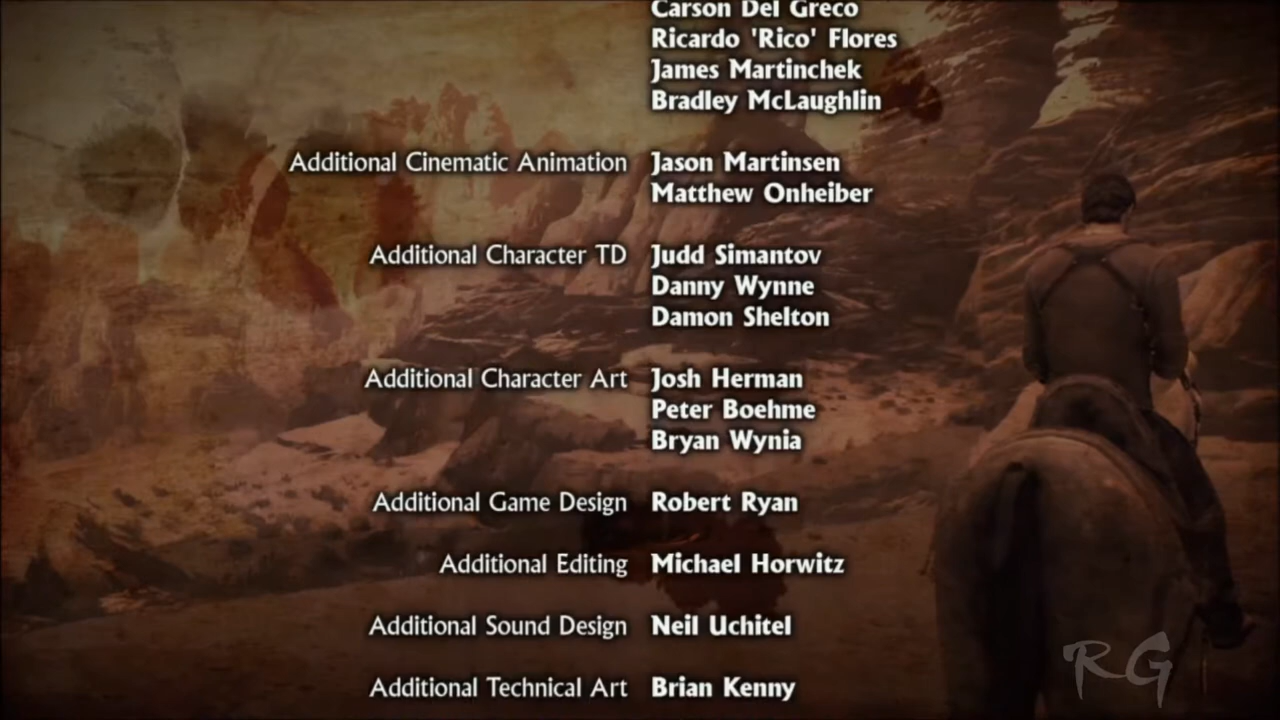 Carson Del Greco
Ricardo 'Rico' Flores
James Martinchek
Bradley McLaughlin
Additional Cinematic Animation Jason Martinsen
Matthew Onheiber
Additional Character TD Judd Simantov
Danny Wynne
Damon Shelton
Additional Character Art Josh Herman
Peter Boehme
Bryan Wynia
Additional Game Design Robert Ryan
Additional Editing Michael Horwitz
Additional Sound Design Neil Uchitel
Additional Technical Art Brian Kenny
RG